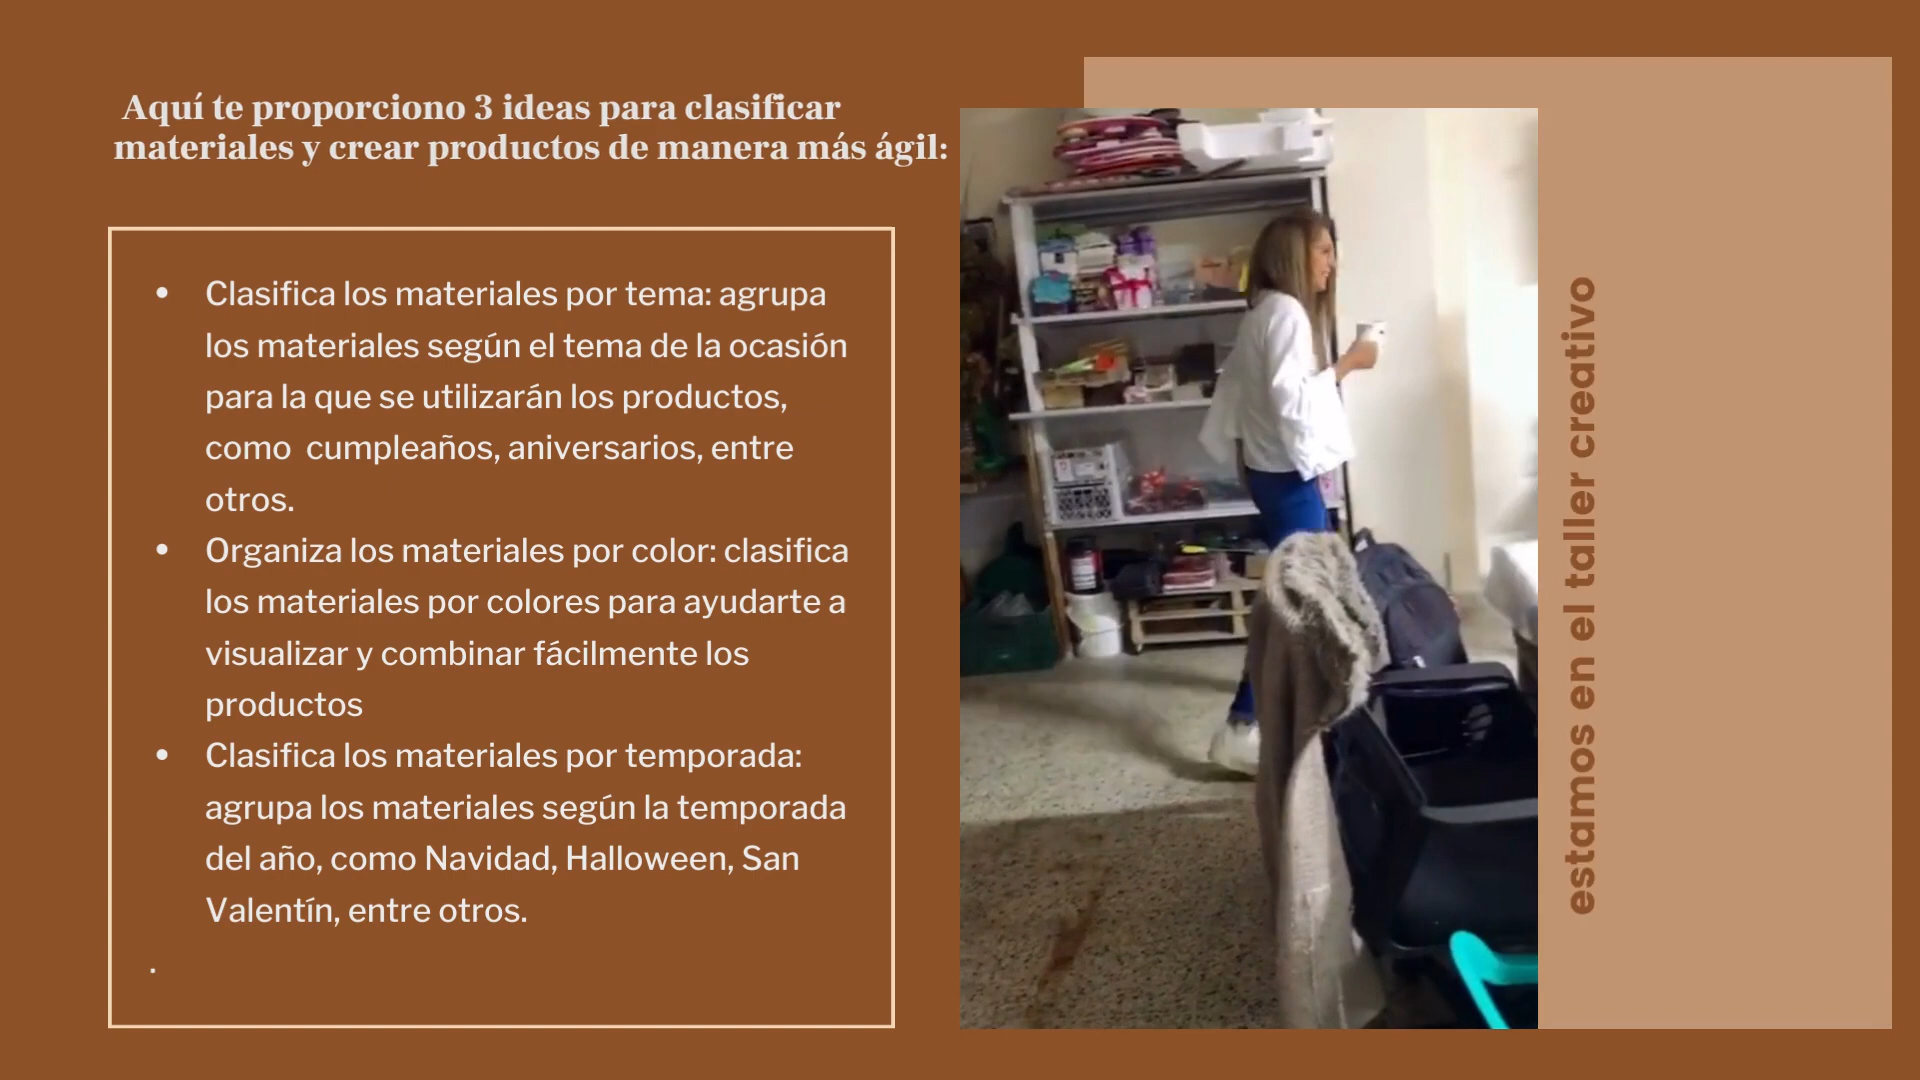 Aquí te proporciono 3 ideas para clasificar
materiales y crear productos de manera más ágil:
• Clasifica los materiales por tema: agrupa
los materiales según el tema de la ocasión
para la que se utilizarán los productos,
como  cumpleaños, aniversarios, entre
otros.
• Organiza los materiales por color: clasifica
los materiales por colores para ayudarte a
visualizar y combinar fácilmente los
productos
• Clasifica los materiales por temporada:
agrupa los materiales según la temporada
del año, como Navidad, Halloween, San
Valentín, entre otros.
.
estamos en el taller creativo